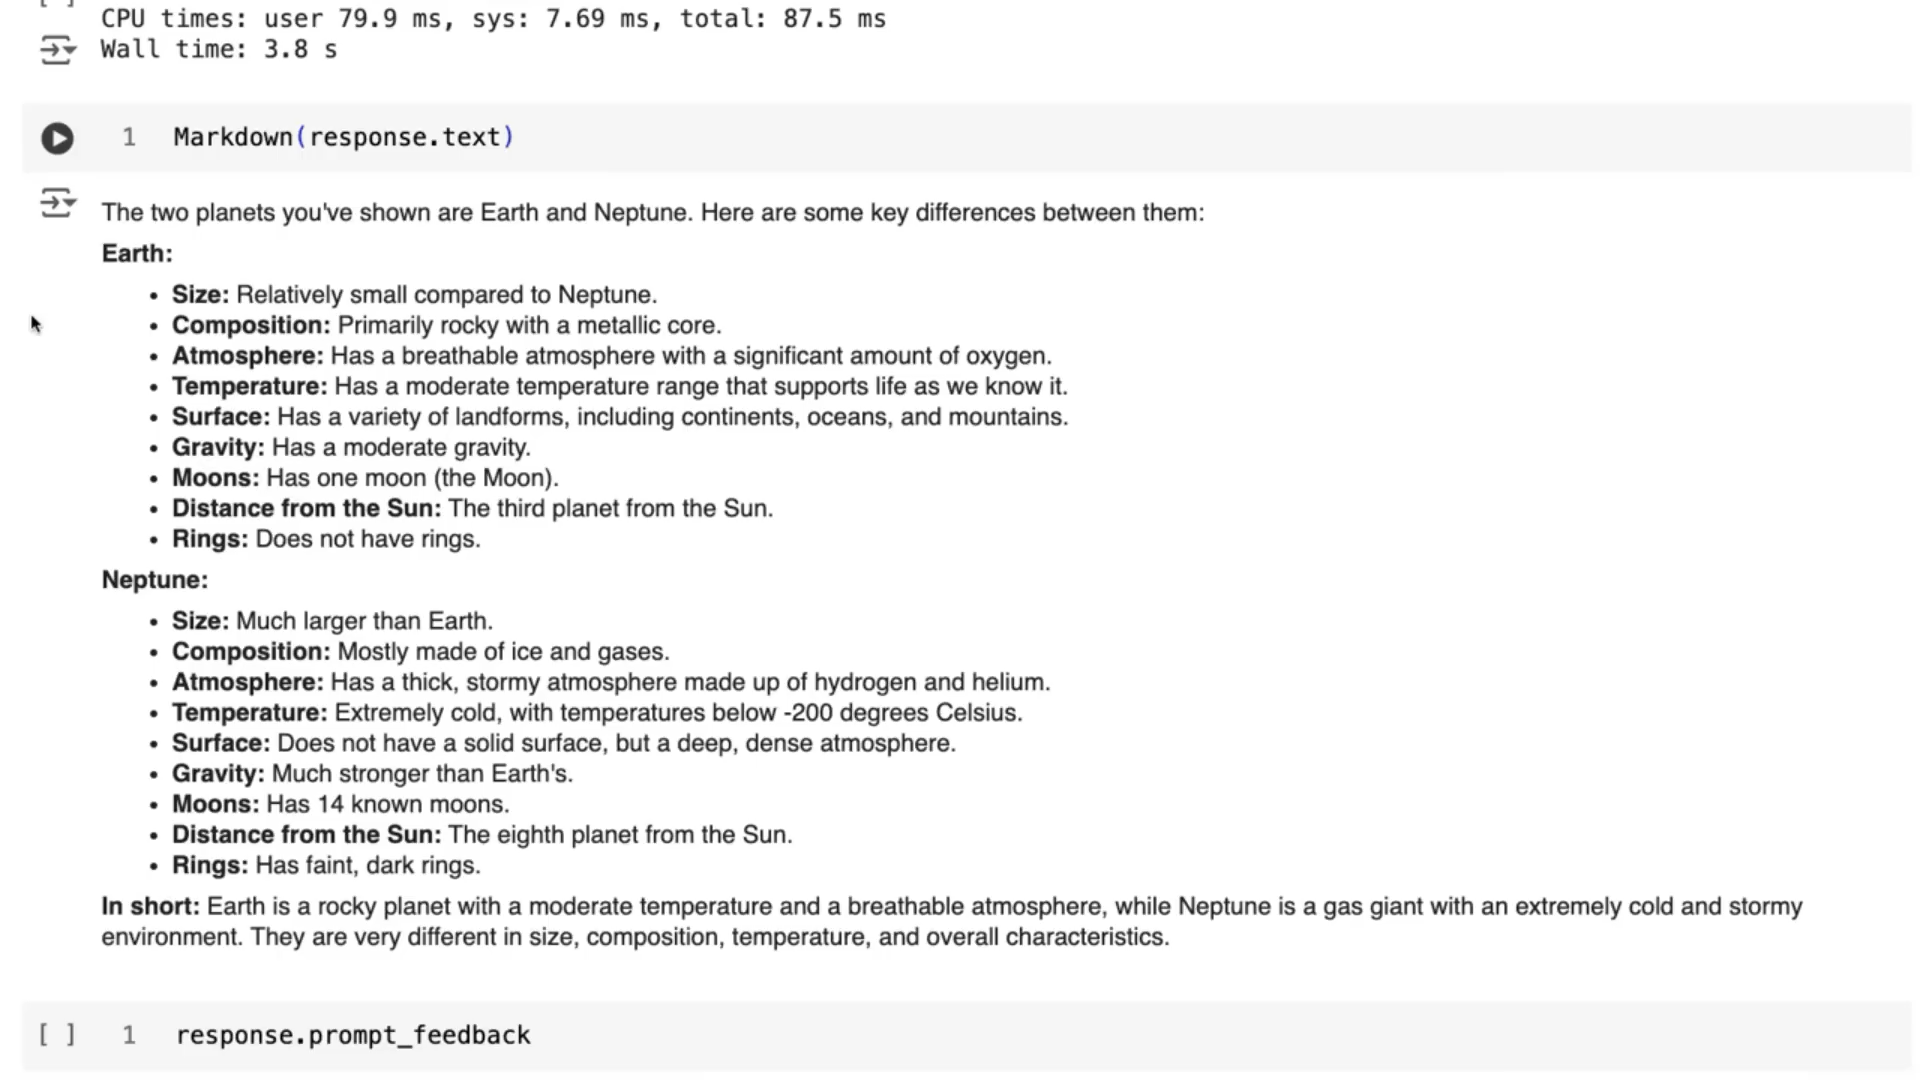 CPU times: user 79.9 ms, sys: 7.69 ms, total: 87.5 ms
Wall time: 3.8 s
1 Markdown(response.text)
The two planets you've shown are Earth and Neptune. Here are some key differences between them:
Earth:
• Size: Relatively small compared to Neptune.
• Composition: Primarily rocky with a metallic core.
• Atmosphere: Has a breathable atmosphere with a significant amount of oxygen.
• Temperature: Has a moderate temperature range that supports life as we know it.
• Surface: Has a variety of landforms, including continents, oceans, and mountains.
• Gravity: Has a moderate gravity.
• Moons: Has one moon (the Moon).
• Distance from the Sun: The third planet from the Sun.
• Rings: Does not have rings.
Neptune:
• Size: Much larger than Earth.
• Composition: Mostly made of ice and gases.
• Atmosphere: Has a thick, stormy atmosphere made up of hydrogen and helium.
• Temperature: Extremely cold, with temperatures below -200 degrees Celsius.
• Surface: Does not have a solid surface, but a deep, dense atmosphere.
• Gravity: Much stronger than Earth's.
• Moons: Has 14 known moons.
• Distance from the Sun: The eighth planet from the Sun.
• Rings: Has faint, dark rings.
In short: Earth is a rocky planet with a moderate temperature and a breathable atmosphere, while Neptune is a gas giant with an extremely cold and stormy
environment. They are very different in size, composition, temperature, and overall characteristics.
[ ] 1 response.prompt_feedback